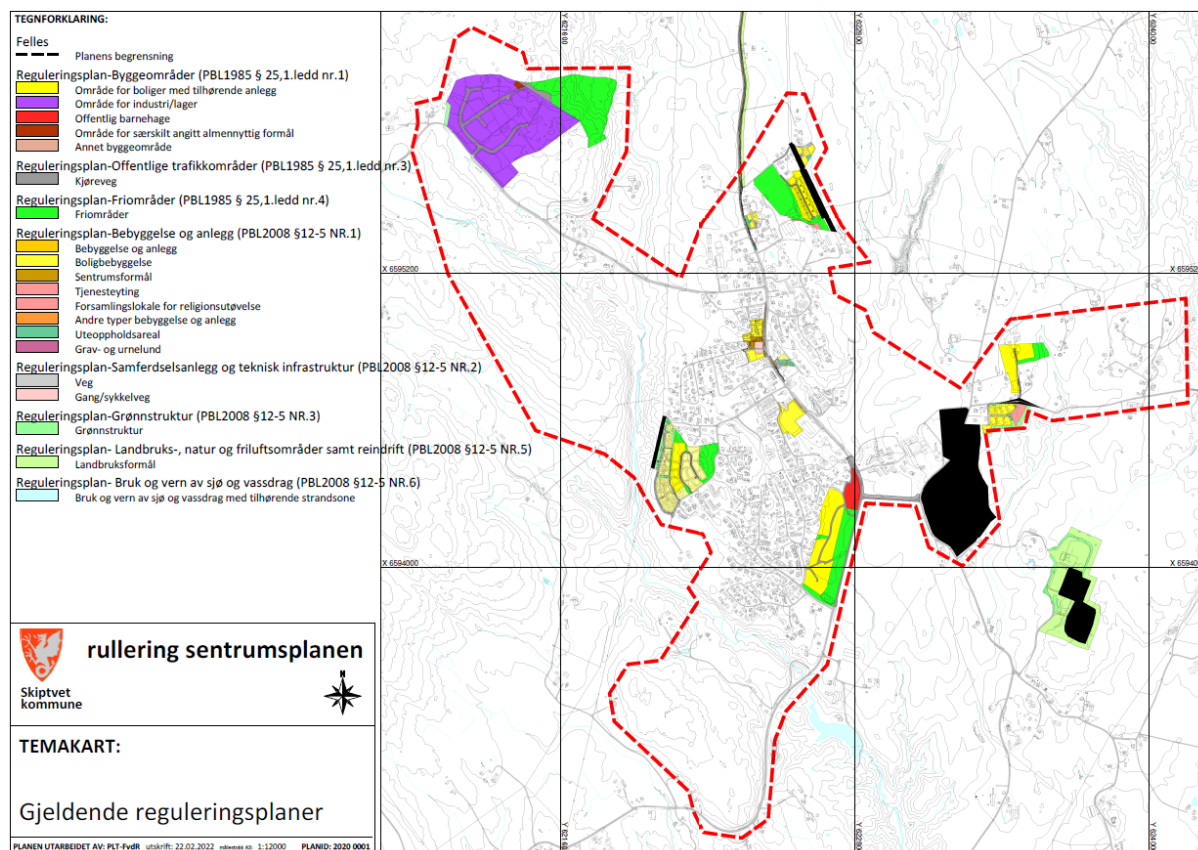 TEGNFORKLARING:
Felles
Planens begrensning
Reguleringsplan-Byggeområder (PBL1985 § 25,1.ledd nr.1)
Område for boliger med tilhørende anlegg
Område for industri/lager
Offentlig barnehage
Område for særskilt angitt almennyttig formål
Annet byggeområde
Reguleringsplan-Offentlige trafikkområder (PBL1985 § 25,1.ledd nr.3)
Kjøreveg
Reguleringsplan-Friområder (PBL1985 § 25,1.ledd nr.4)
Friområder
Reguleringsplan-Bebyggelse og anlegg (PBL2008 §12-5 NR.1)
Bebyggelse og anlegg
Boligbebyggelse
Sentrumsformål
Tjenesteyting
Forsamlingslokale for religionsutøvelse
Andre typer bebyggelse og anlegg
Uteoppholdsareal
Grav- og urnelund
Reguleringsplan-Samferdselsanlegg og teknisk infrastruktur (PBL2008 §12-5 NR.2)
Veg
Gang/sykkelveg
Reguleringsplan-Grønnstruktur (PBL2008 §12-5 NR.3)
Grønnstruktur
Reguleringsplan- Landbruks-, natur og friluftsområder samt reindrift (PBL2008 §12-5 NR.5)
Landbruksformål
Reguleringsplan- Bruk og vern av sjø og vassdrag (PBL2008 §12-5 NR.6)
Bruk og vern av sjø og vassdrag med tilhørende strandsone
X 6595200
X 6594000
rullering sentrumsplanen
Skiptvet
kommune
N
TEMAKART:
Gjeldende reguleringsplaner
PLANEN UTARBEIDET AV: PLT-FvdR utskrift: 22.02.2022 målestokk A3: 1:12000 PLANID: 2020 0001